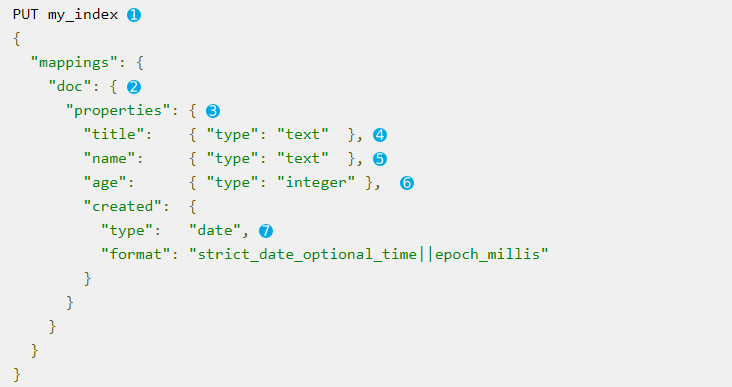 PUT my_index ❶
{
  "mappings": {
    "doc": { ❷
      "properties": { ❸
        "title":    { "type": "text"  }, ❹
        "name":     { "type": "text"  }, ❺
        "age":      { "type": "integer" },  ❻
        "created":  {
          "type":   "date", ❼
          "format": "strict_date_optional_time||epoch_millis"
        }
      }
    }
  }
}